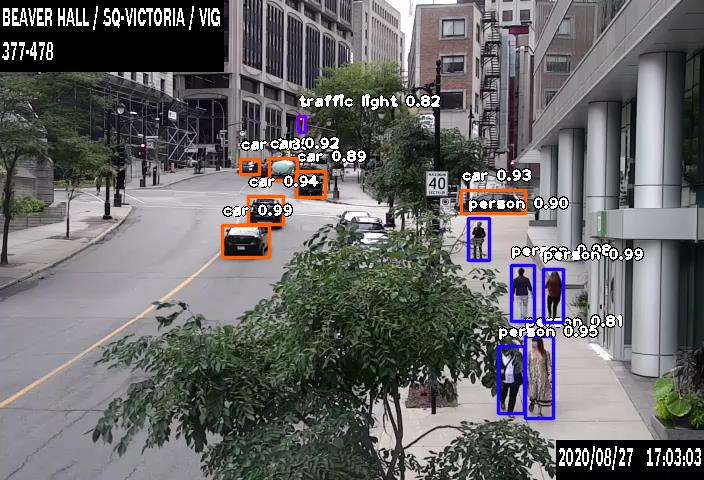 BEAVER HALL / SQ-VICTORIA / VIG
377-478
traffic light 0.82
car 0.92
car 0.89
car 0.94
car 0.93
person 0.90
car 0.99
MAXIMUM
40
person 0.99
person 0.81
person 0.95
2020/08/27 17:03:03